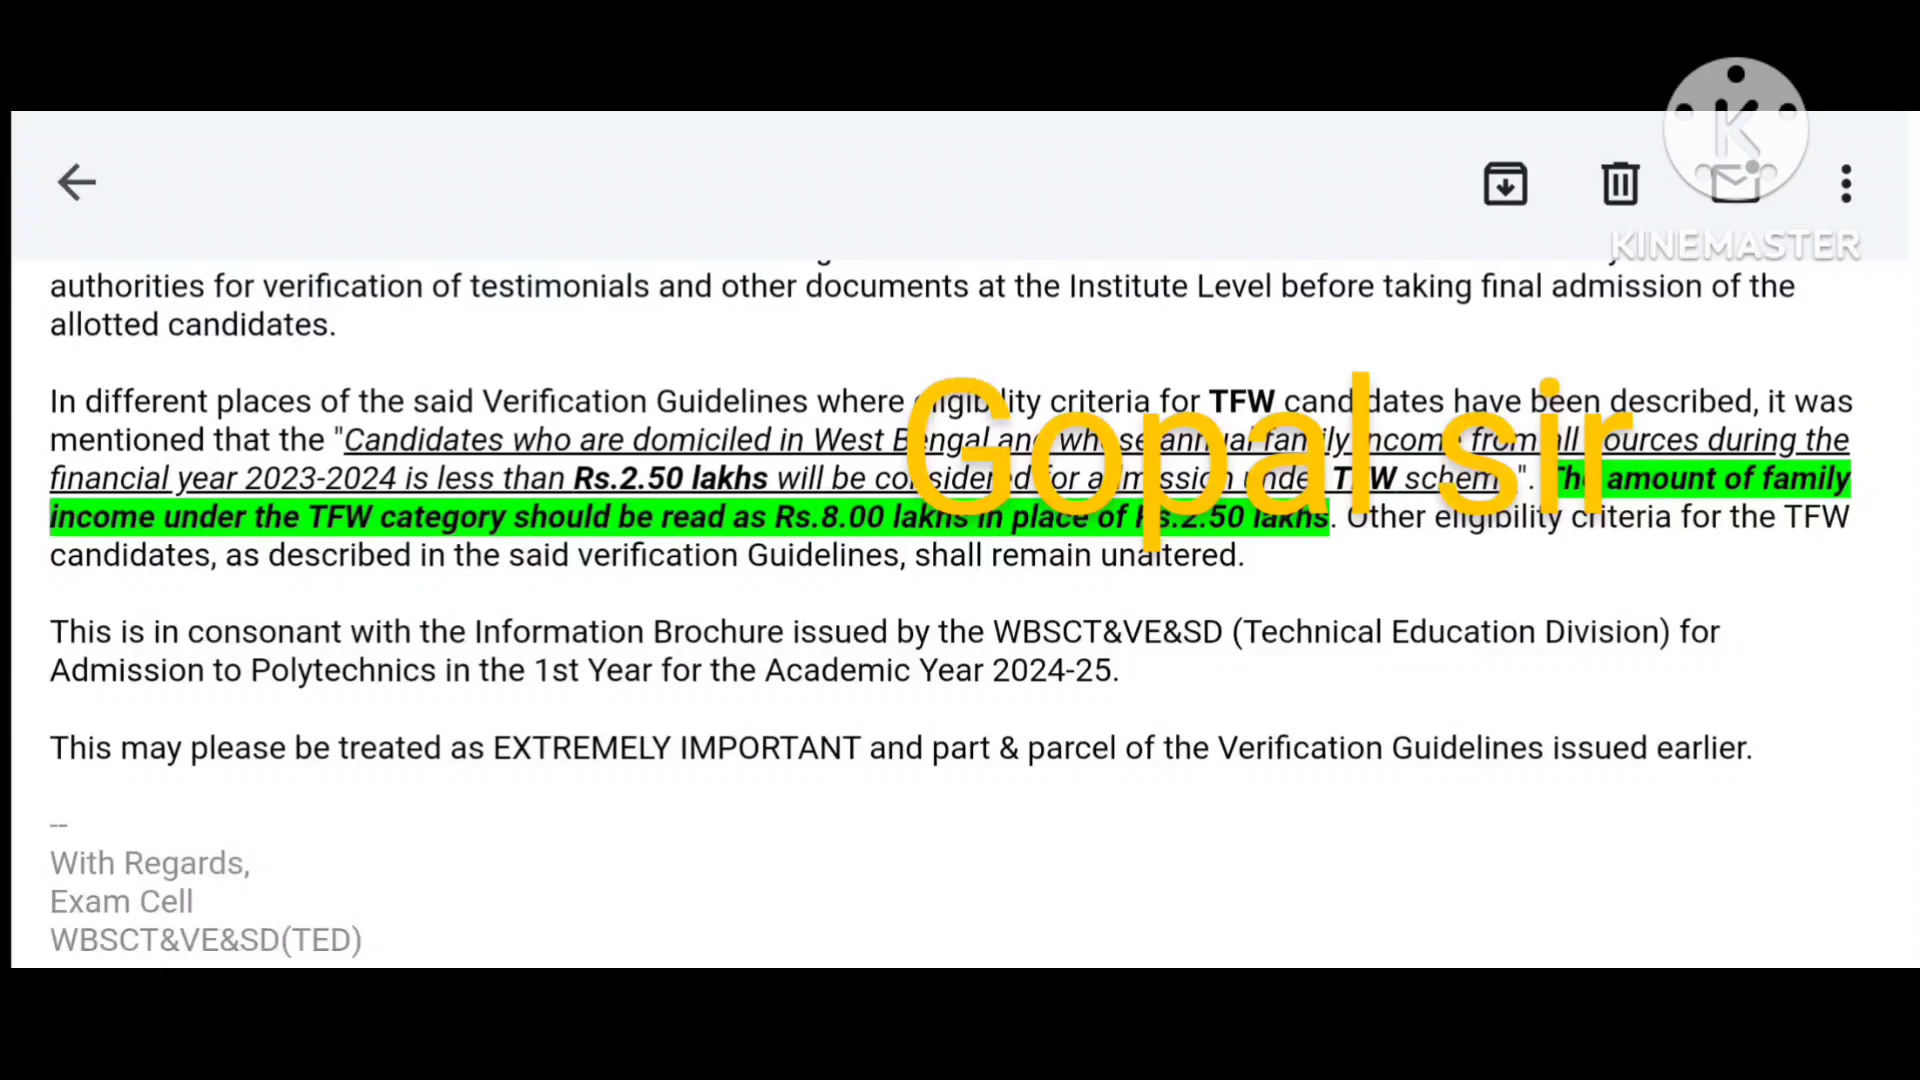 KINEMASTER
authorities for verification of testimonials and other documents at the Institute Level before taking final admission of the
allotted candidates.
In different places of the said Verification Guidelines where eligibility criteria for TFW candidates have been described, it was
mentioned that the "Candidates who are domiciled in West Bengal and whose annual family income from all sources during the
financial year 2023-2024 is less than Rs.2.50 lakhs will be considered for admission under TFW scheme". The amount of family
income under the TFW category should be read as Rs.8.00 lakhs in place of Rs.2.50 lakhs. Other eligibility criteria for the TFW
candidates, as described in the said verification Guidelines, shall remain unaltered.
Gopal sir
This is in consonant with the Information Brochure issued by the WBSCT&VE&SD (Technical Education Division) for
Admission to Polytechnics in the 1st Year for the Academic Year 2024-25.
This may please be treated as EXTREMELY IMPORTANT and part & parcel of the Verification Guidelines issued earlier.
--
With Regards,
Exam Cell
WBSCT&VE&SD(TED)